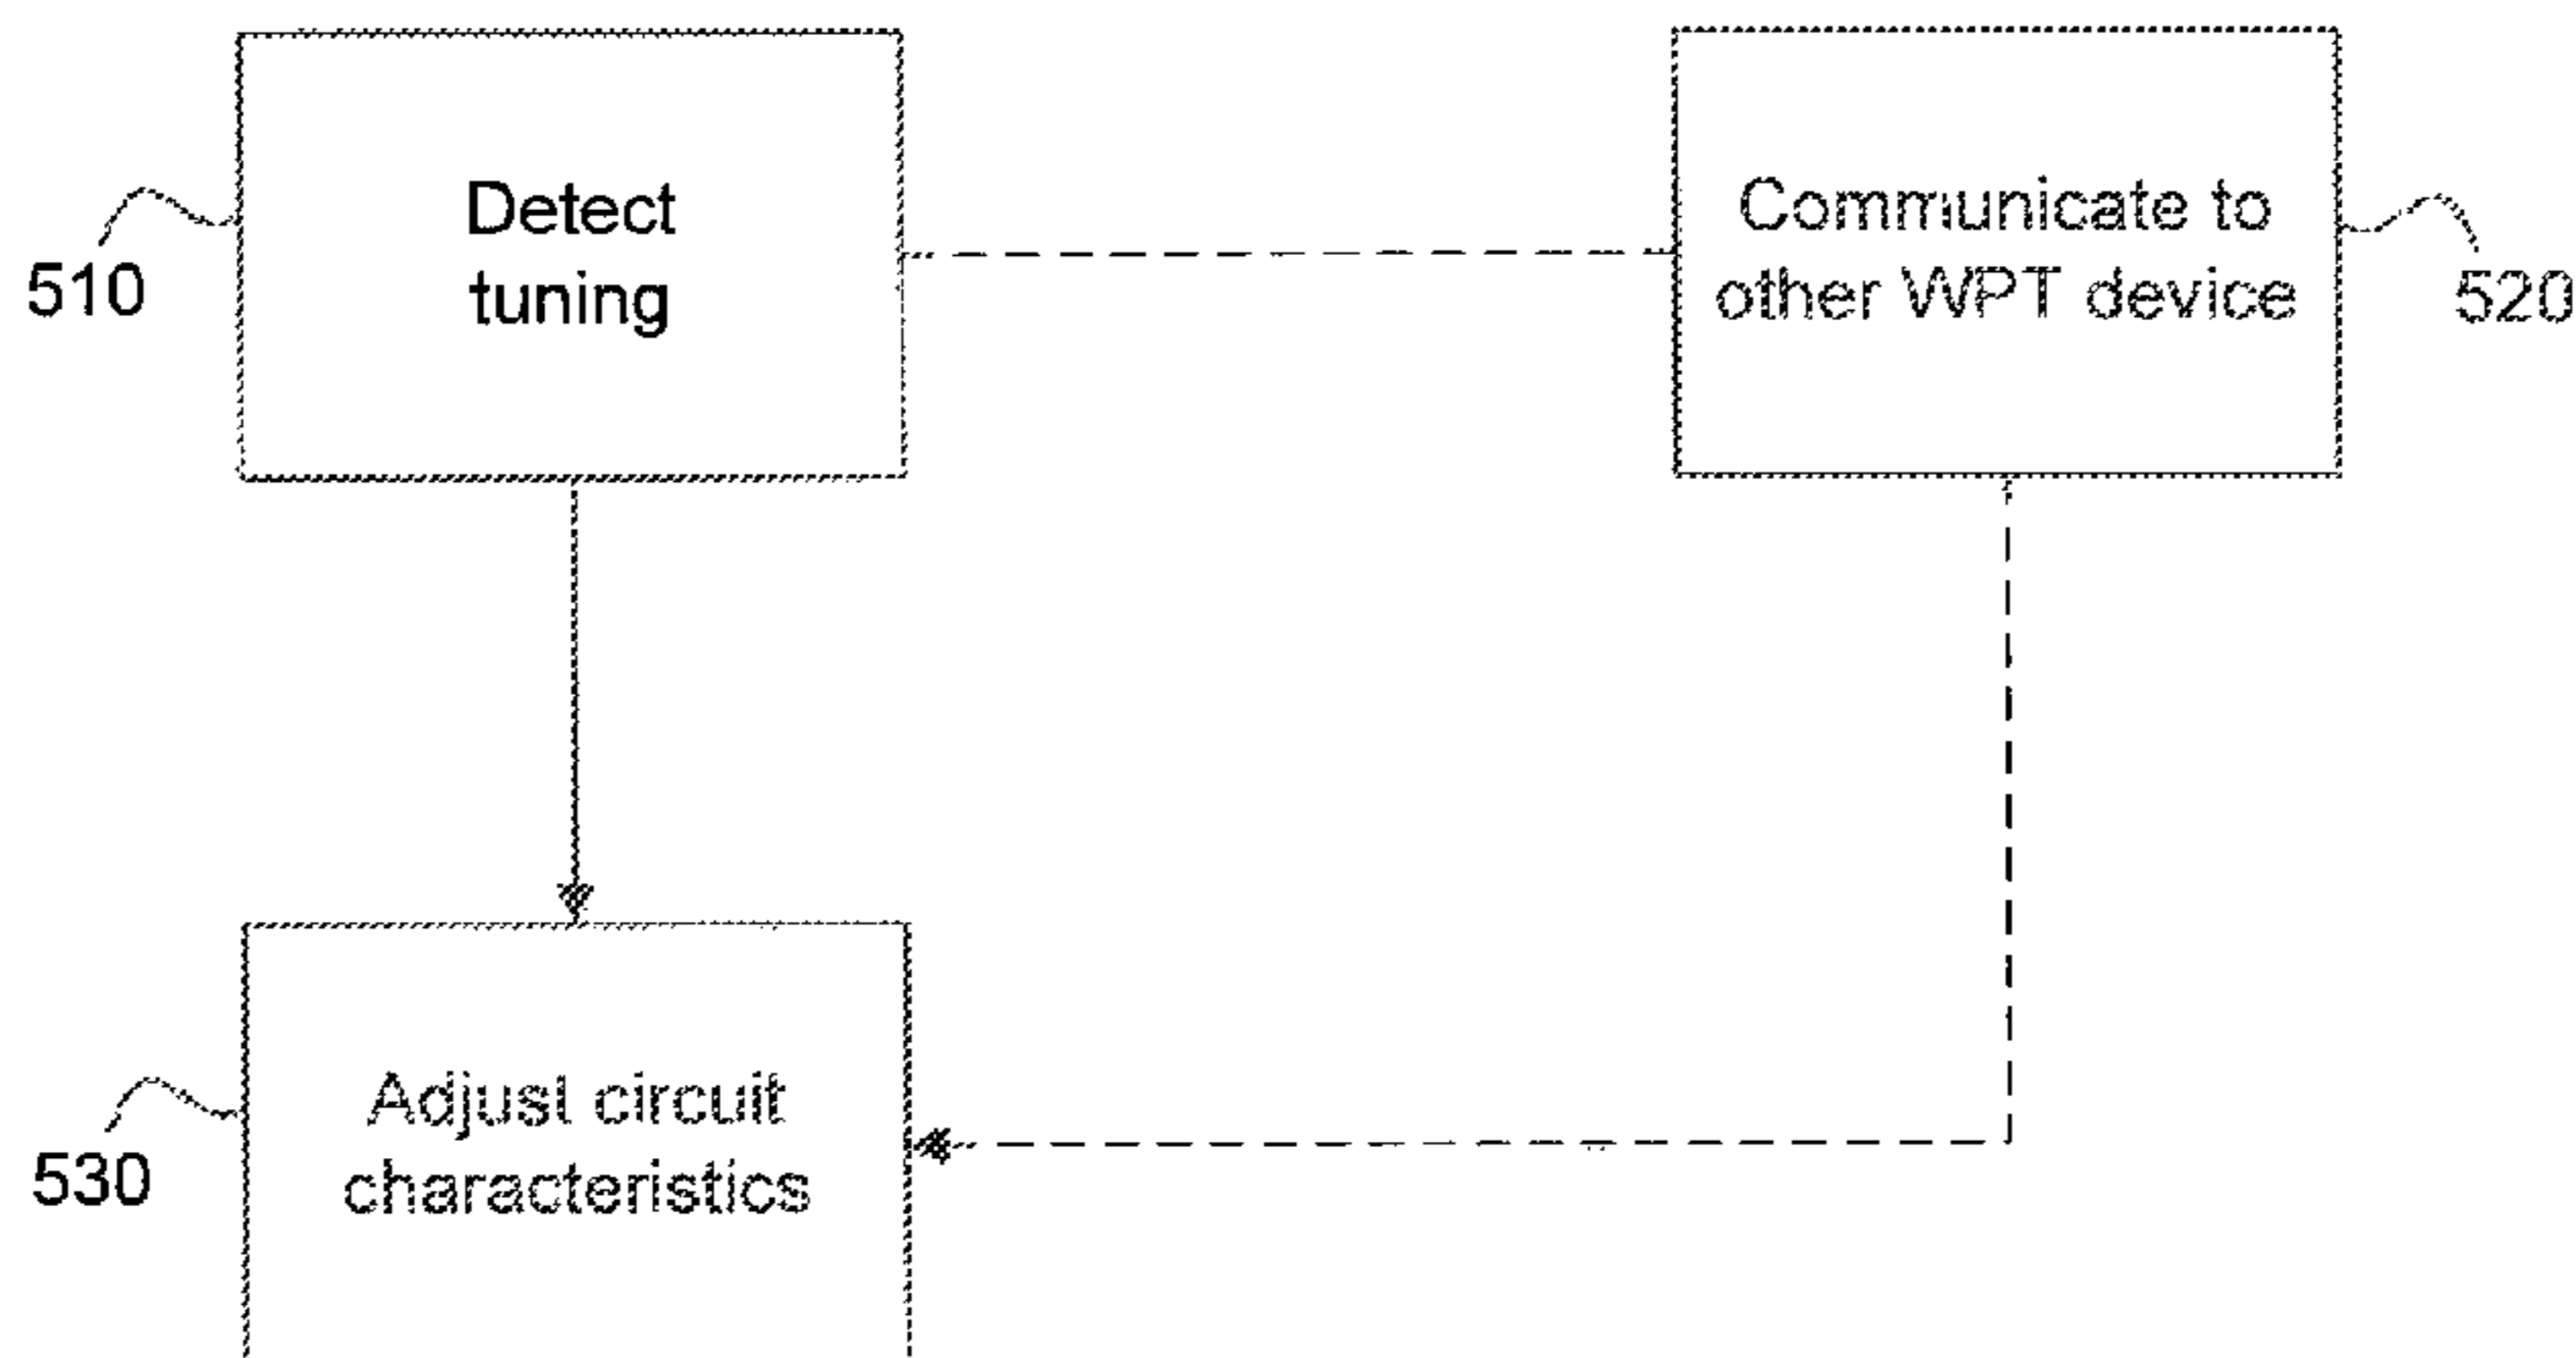 Detect
tuning
510
Communicate to
other WPT device
520
Adjust circuit
characteristics
530